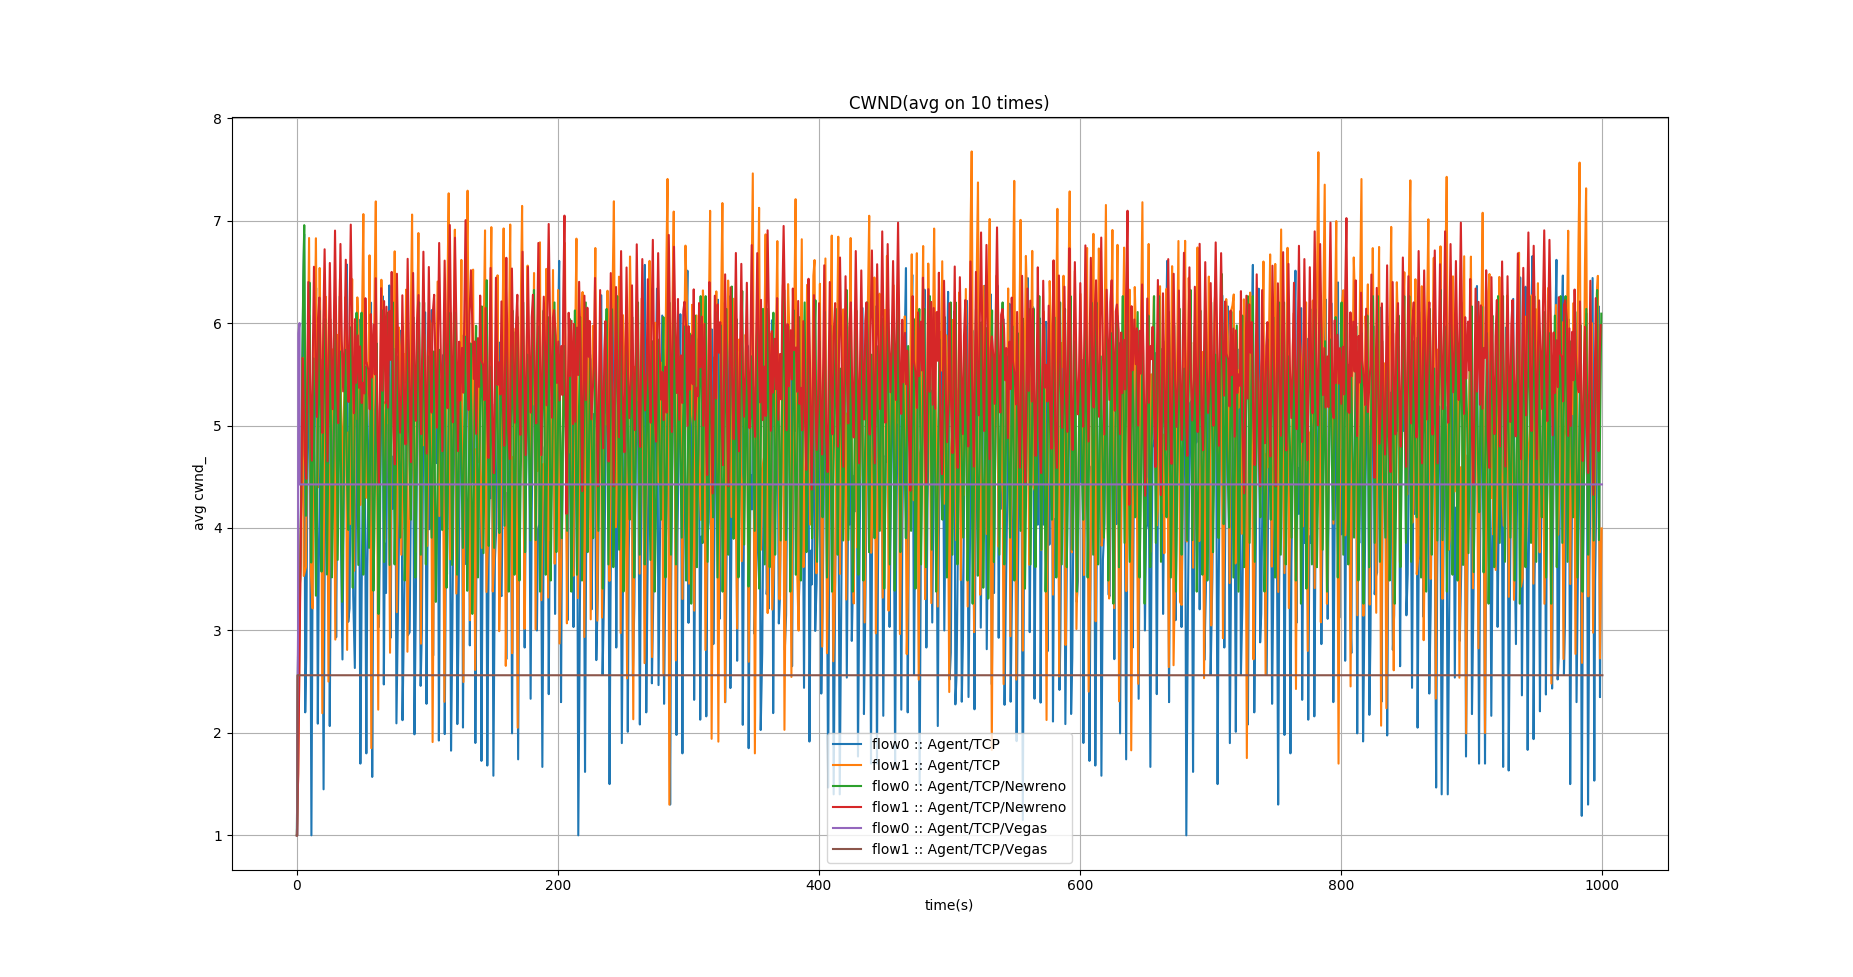 CWND(avg on 10 times)
8
7
6
5
4
3
2
1
avg cwnd_
flow0 :: Agent/TCP
flow1 :: Agent/TCP
flow0 :: Agent/TCP/Newreno
flow1 :: Agent/TCP/Newreno
flow0 :: Agent/TCP/Vegas
flow1 :: Agent/TCP/Vegas
0 200 400 600 800 1000
time(s)